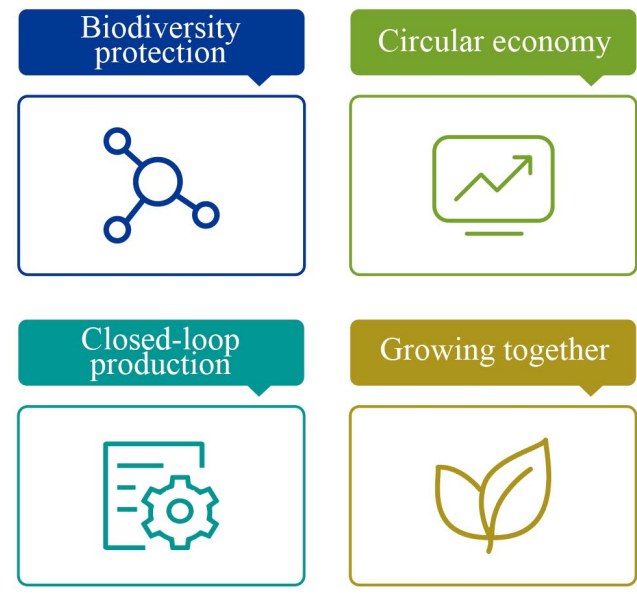 Biodiversity
protection
Circular economy
Closed-loop
production
Growing together